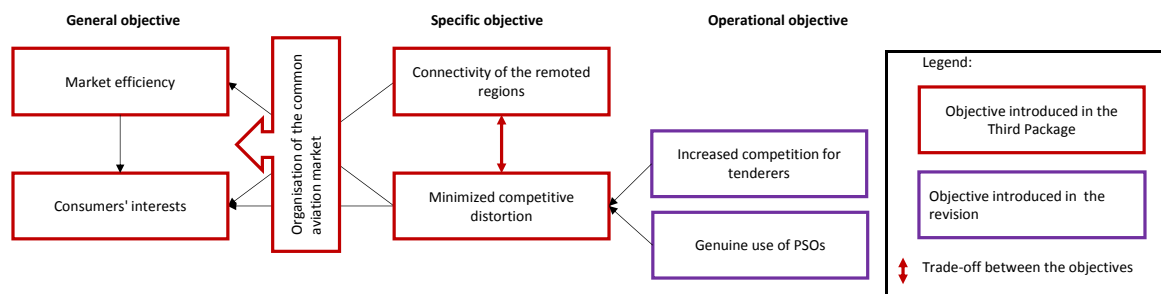 General objective
Specific objective
Operational objective
Market efficiency
Consumers' interests
Organisation of the common
aviation market
Connectivity of the remoted
regions
Minimized competitive
distortion
Increased competition for
tenderers
Genuine use of PSOs
Legend:
Objective introduced in the
Third Package
Objective introduced in the
revision
Trade-off between the objectives